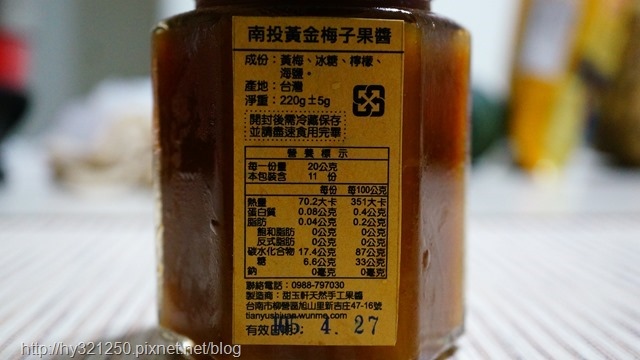 南投黃金梅子果醬
成份：黃梅、冰糖、檸檬、
海鹽。
產地：台灣
淨重：220g±5g
開封後需冷藏保存
並請盡速食用完畢
營養標示
每一份量 20公克
本包裝含 11 份
每份 每100公克
熱量 70.2大卡 351大卡
蛋白質 0.08公克 0.4公克
脂肪 0.04公克 0.2公克
飽和脂肪 0公克 0公克
反式脂肪 0公克 0公克
碳水化合物 17.4公克 87公克
糖 6.6公克 33公克
鈉 0毫克 0毫克
聯絡電話：0988-797030
製造商：甜玉軒天然手工果醬
台南市柳營區旭山里新吉庄47-16號
tianyushiuan.wunme.com
有效日期： 105. 4. 27
http://hy321250.pixnet.net/blog